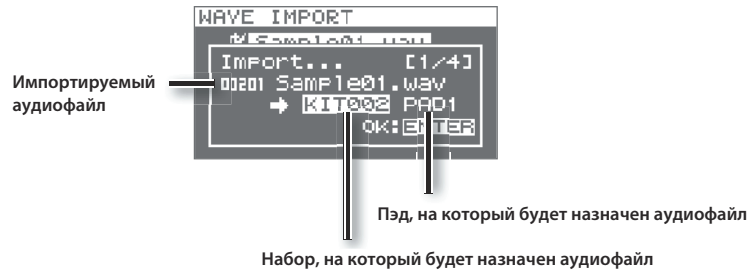 WAVE IMPORT
Sample01.wav
Import... [1/4]
00201 Sample01.wav
→ KIT002 PAD1
OK:ENTER
Импортируемый
аудиофайл
Пэд, на который будет назначен аудиофайл
Набор, на который будет назначен аудиофайл